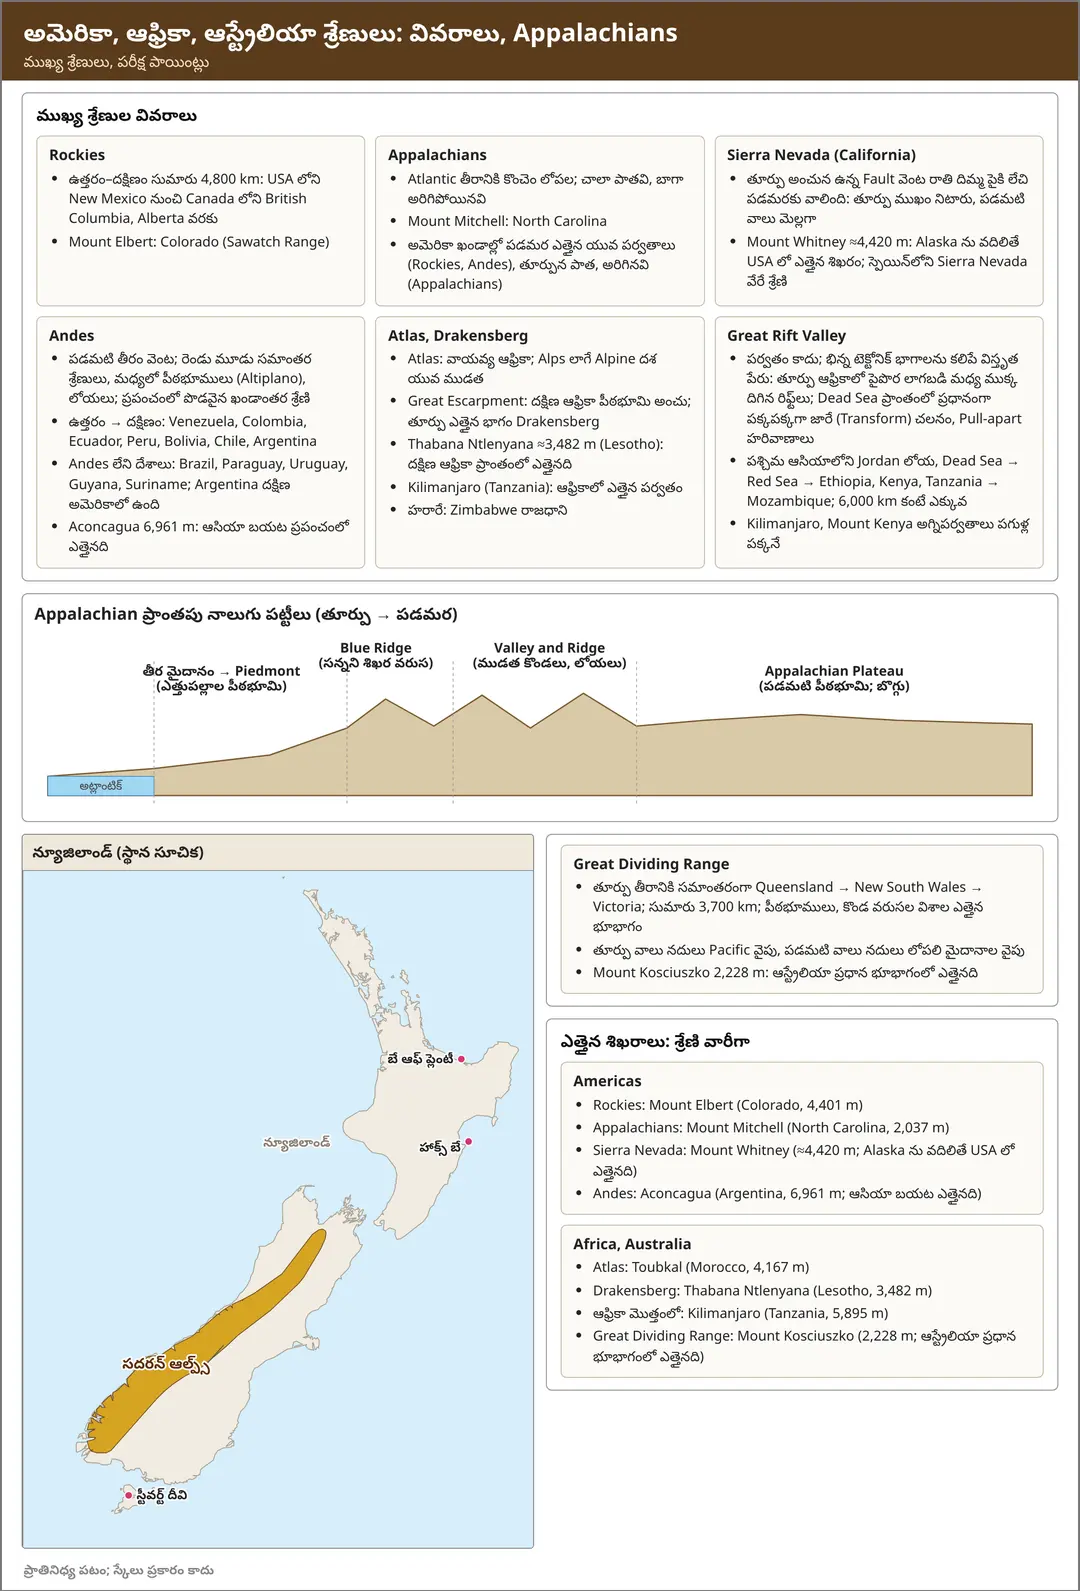 అమెరికా, ఆఫ్రికా, ఆస్ట్రేలియా శ్రేణులు: వివరాలు, Appalachians
ముఖ్య శ్రేణులు, పరీక్ష పాయింట్లు
ముఖ్య శ్రేణుల వివరాలు
Rockies
• ఉత్తరం–దక్షిణం సుమారు 4,800 km: USA లోని
New Mexico నుంచి Canada లోని British
Columbia, Alberta వరకు
• Mount Elbert: Colorado (Sawatch Range)
Appalachians
• Atlantic తీరానికి కొంచెం లోపల; చాలా పాతవి, బాగా
అరిగిపోయినవి
• Mount Mitchell: North Carolina
• అమెరికా ఖండాల్లో పడమర ఎత్తైన యువ పర్వతాలు
(Rockies, Andes), తూర్పున పాత, అరిగినవి
(Appalachians)
Sierra Nevada (California)
• తూర్పు అంచున ఉన్న Fault వెంట రాతి దిమ్మ పైకి లేచి
పడమరకు వాలింది: తూర్పు ముఖం నిటారు, పడమటి
వాలు మెల్లగా
• Mount Whitney ≈4,420 m: Alaska ను వదిలితే
USA లో ఎత్తైన శిఖరం; స్పెయిన్‌లోని Sierra Nevada
వేరే శ్రేణి
Andes
• పడమటి తీరం వెంట; రెండు మూడు సమాంతర
శ్రేణులు, మధ్యలో పీఠభూములు (Altiplano),
లోయలు; ప్రపంచంలో పొడవైన ఖండాంతర శ్రేణి
• ఉత్తరం → దక్షిణం: Venezuela, Colombia,
Ecuador, Peru, Bolivia, Chile, Argentina
• Andes లేని దేశాలు: Brazil, Paraguay, Uruguay,
Guyana, Suriname; Argentina దక్షిణ
అమెరికాలో ఉంది
• Aconcagua 6,961 m: ఆసియా బయట ప్రపంచంలో
ఎత్తైనది
Atlas, Drakensberg
• Atlas: వాయవ్య ఆఫ్రికా; Alps లాగే Alpine దశ
యువ ముడత
• Great Escarpment: దక్షిణ ఆఫ్రికా పీఠభూమి అంచు;
తూర్పు ఎత్తైన భాగం Drakensberg
• Thabana Ntlenyana ≈3,482 m (Lesotho):
దక్షిణ ఆఫ్రికా ప్రాంతంలో ఎత్తైనది
• Kilimanjaro (Tanzania): ఆఫ్రికాలో ఎత్తైన పర్వతం
• హరారే: Zimbabwe రాజధాని
Great Rift Valley
• పర్వతం కాదు; భిన్న టెక్టోనిక్ భాగాలను కలిపే విస్తృత
పేరు: తూర్పు ఆఫ్రికాలో పైపొర లాగబడి మధ్య ముక్క
దిగిన రిఫ్ట్‌లు; Dead Sea ప్రాంతంలో ప్రధానంగా
పక్కపక్కగా జారే (Transform) చలనం, Pull-apart
హరివాణాలు
• పశ్చిమ ఆసియాలోని Jordan లోయ, Dead Sea →
Red Sea → Ethiopia, Kenya, Tanzania →
Mozambique; 6,000 km కంటే ఎక్కువ
• Kilimanjaro, Mount Kenya అగ్నిపర్వతాలు పగుళ్ల
పక్కనే
Appalachian ప్రాంతపు నాలుగు పట్టీలు (తూర్పు → పడమర)
తీర మైదానం → Piedmont
(ఎత్తుపల్లాల పీఠభూమి)
Blue Ridge
(సన్నని శిఖర వరుస)
Valley and Ridge
(ముడత కొండలు, లోయలు)
Appalachian Plateau
(పడమటి పీఠభూమి; బొగ్గు)
అట్లాంటిక్
న్యూజిలాండ్ (స్థాన సూచిక)
బే ఆఫ్ ప్లెంటీ
న్యూజిలాండ్
హాక్స్ బే
సదరన్ ఆల్ప్స్
స్టీవర్ట్ దీవి
Great Dividing Range
• తూర్పు తీరానికి సమాంతరంగా Queensland → New South Wales →
Victoria; సుమారు 3,700 km; పీఠభూములు, కొండ వరుసల విశాల ఎత్తైన
భూభాగం
• తూర్పు వాలు నదులు Pacific వైపు, పడమటి వాలు నదులు లోపలి మైదానాల వైపు
• Mount Kosciuszko 2,228 m: ఆస్ట్రేలియా ప్రధాన భూభాగంలో ఎత్తైనది
ఎత్తైన శిఖరాలు: శ్రేణి వారీగా
Americas
• Rockies: Mount Elbert (Colorado, 4,401 m)
• Appalachians: Mount Mitchell (North Carolina, 2,037 m)
• Sierra Nevada: Mount Whitney (≈4,420 m; Alaska ను వదిలితే USA లో
ఎత్తైనది)
• Andes: Aconcagua (Argentina, 6,961 m; ఆసియా బయట ఎత్తైనది)
Africa, Australia
• Atlas: Toubkal (Morocco, 4,167 m)
• Drakensberg: Thabana Ntlenyana (Lesotho, 3,482 m)
• ఆఫ్రికా మొత్తంలో: Kilimanjaro (Tanzania, 5,895 m)
• Great Dividing Range: Mount Kosciuszko (2,228 m; ఆస్ట్రేలియా ప్రధాన
భూభాగంలో ఎత్తైనది)
ప్రాతినిధ్య పటం; స్కేలు ప్రకారం కాదు